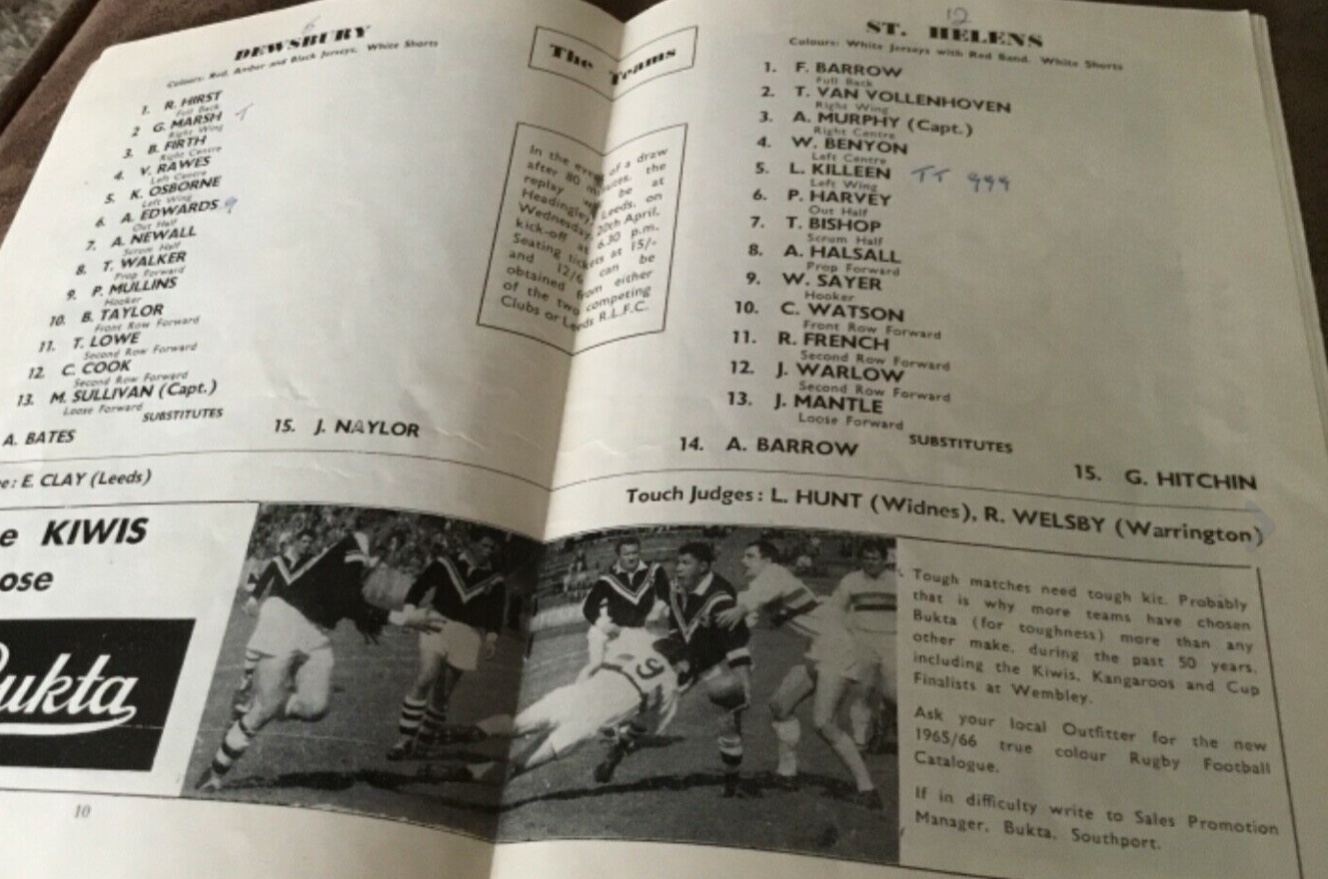 5
DEWSBURY
Colours: Red, Amber and Black Jerseys. White Shorts
1. R. HIRST
Full Back
2 G. MARSH T
Right Wing
3. B. FIRTH
Right Centre
4. V. RAWES
Left Centre
5. K. OSBORNE
Left Wing
6. A. EDWARDS 9
Out Half
7. A. NEWALL
Scrum Half
8. T. WALKER
Prop Forward
9. P. MULLINS
Hooker
10. B. TAYLOR
Front Row Forward
11. T. LOWE
Second Row Forward
12. C. COOK
Second Row Forward
13. M. SULLIVAN (Capt.)
Loose Forward
SUBSTITUTES
A. BATES 15. J. NAYLOR
e: E. CLAY (Leeds)
The Teams
In the event of a draw
after 80 minutes, the
replay will be at
Headingley, Leeds, on
Wednesday, 20th April,
kick-off at 6.30 p.m.
Seating tickets at 15/-
and 12/6 can be
obtained from either
of the two competing
Clubs or Leeds R.L.F.C.
12
ST. HELENS
Colours: White Jerseys with Red Band. White Shorts
1. F. BARROW
Full Back
2. T. VAN VOLLENHOVEN
Right Wing
3. A. MURPHY (Capt.)
Right Centre
4. W. BENYON
Left Centre
5. L. KILLEEN TT 999
Left Wing
6. P. HARVEY
Out Half
7. T. BISHOP
Scrum Half
8. A. HALSALL
Prop Forward
9. W. SAYER
Hooker
10. C. WATSON
Front Row Forward
11. R. FRENCH
Second Row Forward
12. J. WARLOW
Second Row Forward
13. J. MANTLE
Loose Forward
SUBSTITUTES
14. A. BARROW 15. G. HITCHIN
Touch Judges: L. HUNT (Widnes), R. WELSBY (Warrington)
e KIWIS
ose
Bukta
9
Tough matches need tough kit. Probably
that is why more teams have chosen
Bukta (for toughness) more than any
other make, during the past 50 years,
including the Kiwis, Kangaroos and Cup
Finalists at Wembley.
Ask your local Outfitter for the new
1965/66 true colour Rugby Football
Catalogue.
If in difficulty write to Sales Promotion
Manager, Bukta, Southport.
10